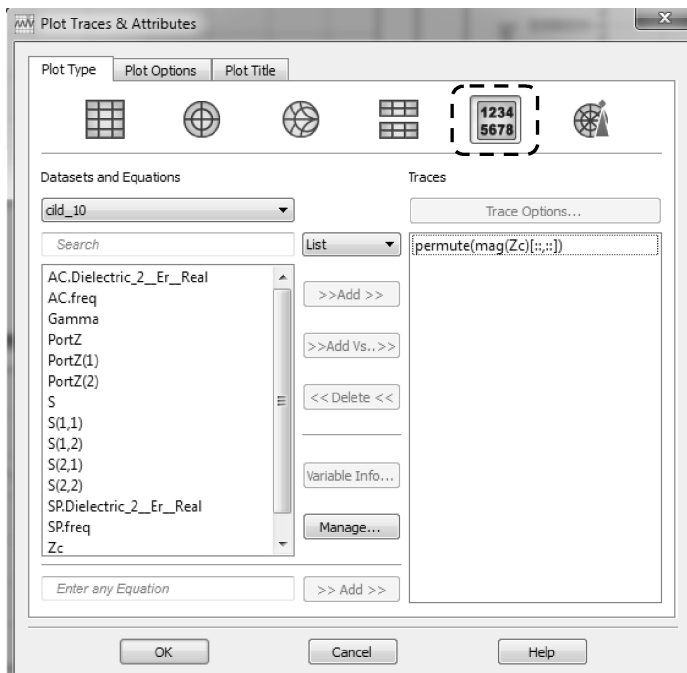 Plot Traces & Attributes
x
Plot Type Plot Options Plot Title
1234
5678
Datasets and Equations Traces
cild_10 Trace Options...
Search List permute(mag(Zc)[::,::])
AC.Dielectric_2__Er__Real
AC.freq >>Add >>
Gamma
PortZ >>Add Vs..>>
PortZ(1)
PortZ(2) << Delete <<
S
S(1,1)
S(1,2)
S(2,1) Variable Info...
S(2,2)
SP.Dielectric_2__Er__Real
SP.freq Manage...
Zc
Enter any Equation >> Add >>
OK Cancel Help